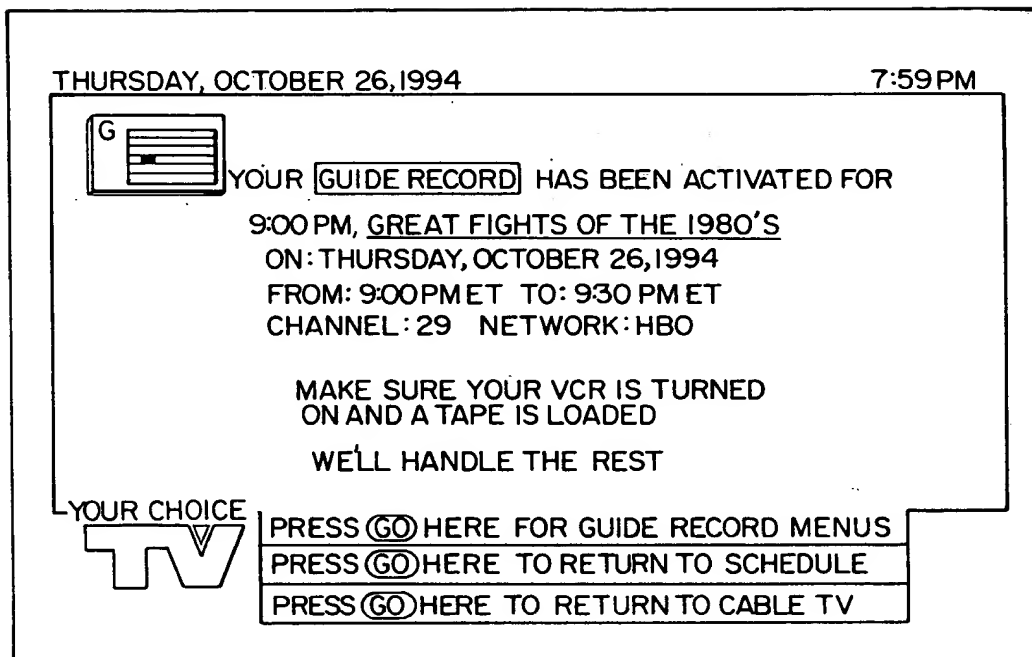 THURSDAY, OCTOBER 26,1994 7:59PM
G
YOUR GUIDE RECORD HAS BEEN ACTIVATED FOR
9:00 PM, GREAT FIGHTS OF THE 1980'S
ON: THURSDAY, OCTOBER 26,1994
FROM: 9:00PM ET TO: 9:30 PM ET
CHANNEL: 29 NETWORK: HBO
MAKE SURE YOUR VCR IS TURNED
ON AND A TAPE IS LOADED
WE'LL HANDLE THE REST
YOUR CHOICE
TV
PRESS GO HERE FOR GUIDE RECORD MENUS
PRESS GO HERE TO RETURN TO SCHEDULE
PRESS GO HERE TO RETURN TO CABLE TV